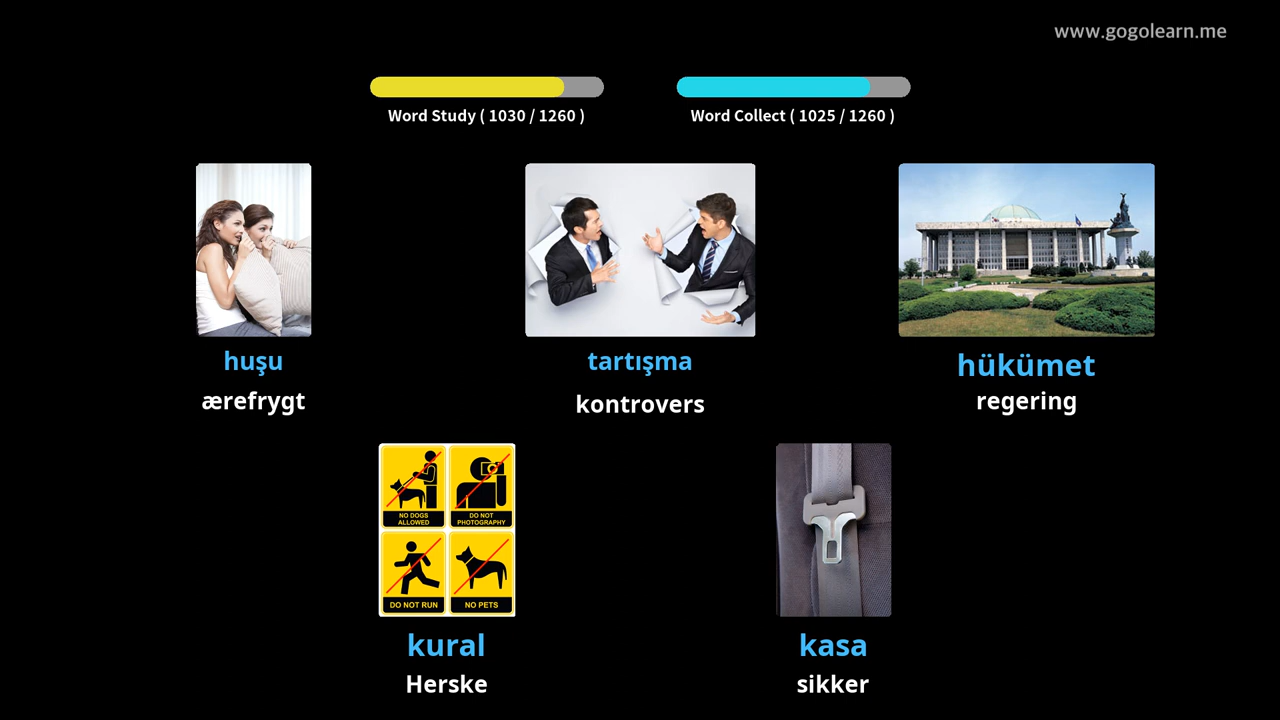 www.gogolearn.me
Word Study ( 1030 / 1260 )
Word Collect ( 1025 / 1260 )
huşu
ærefrygt
tartışma
kontrovers
hükümet
regering
NO DOGS
ALLOWED
DO NOT
PHOTOGRAPHY
DO NOT RUN
NO PETS
kural
Herske
kasa
sikker